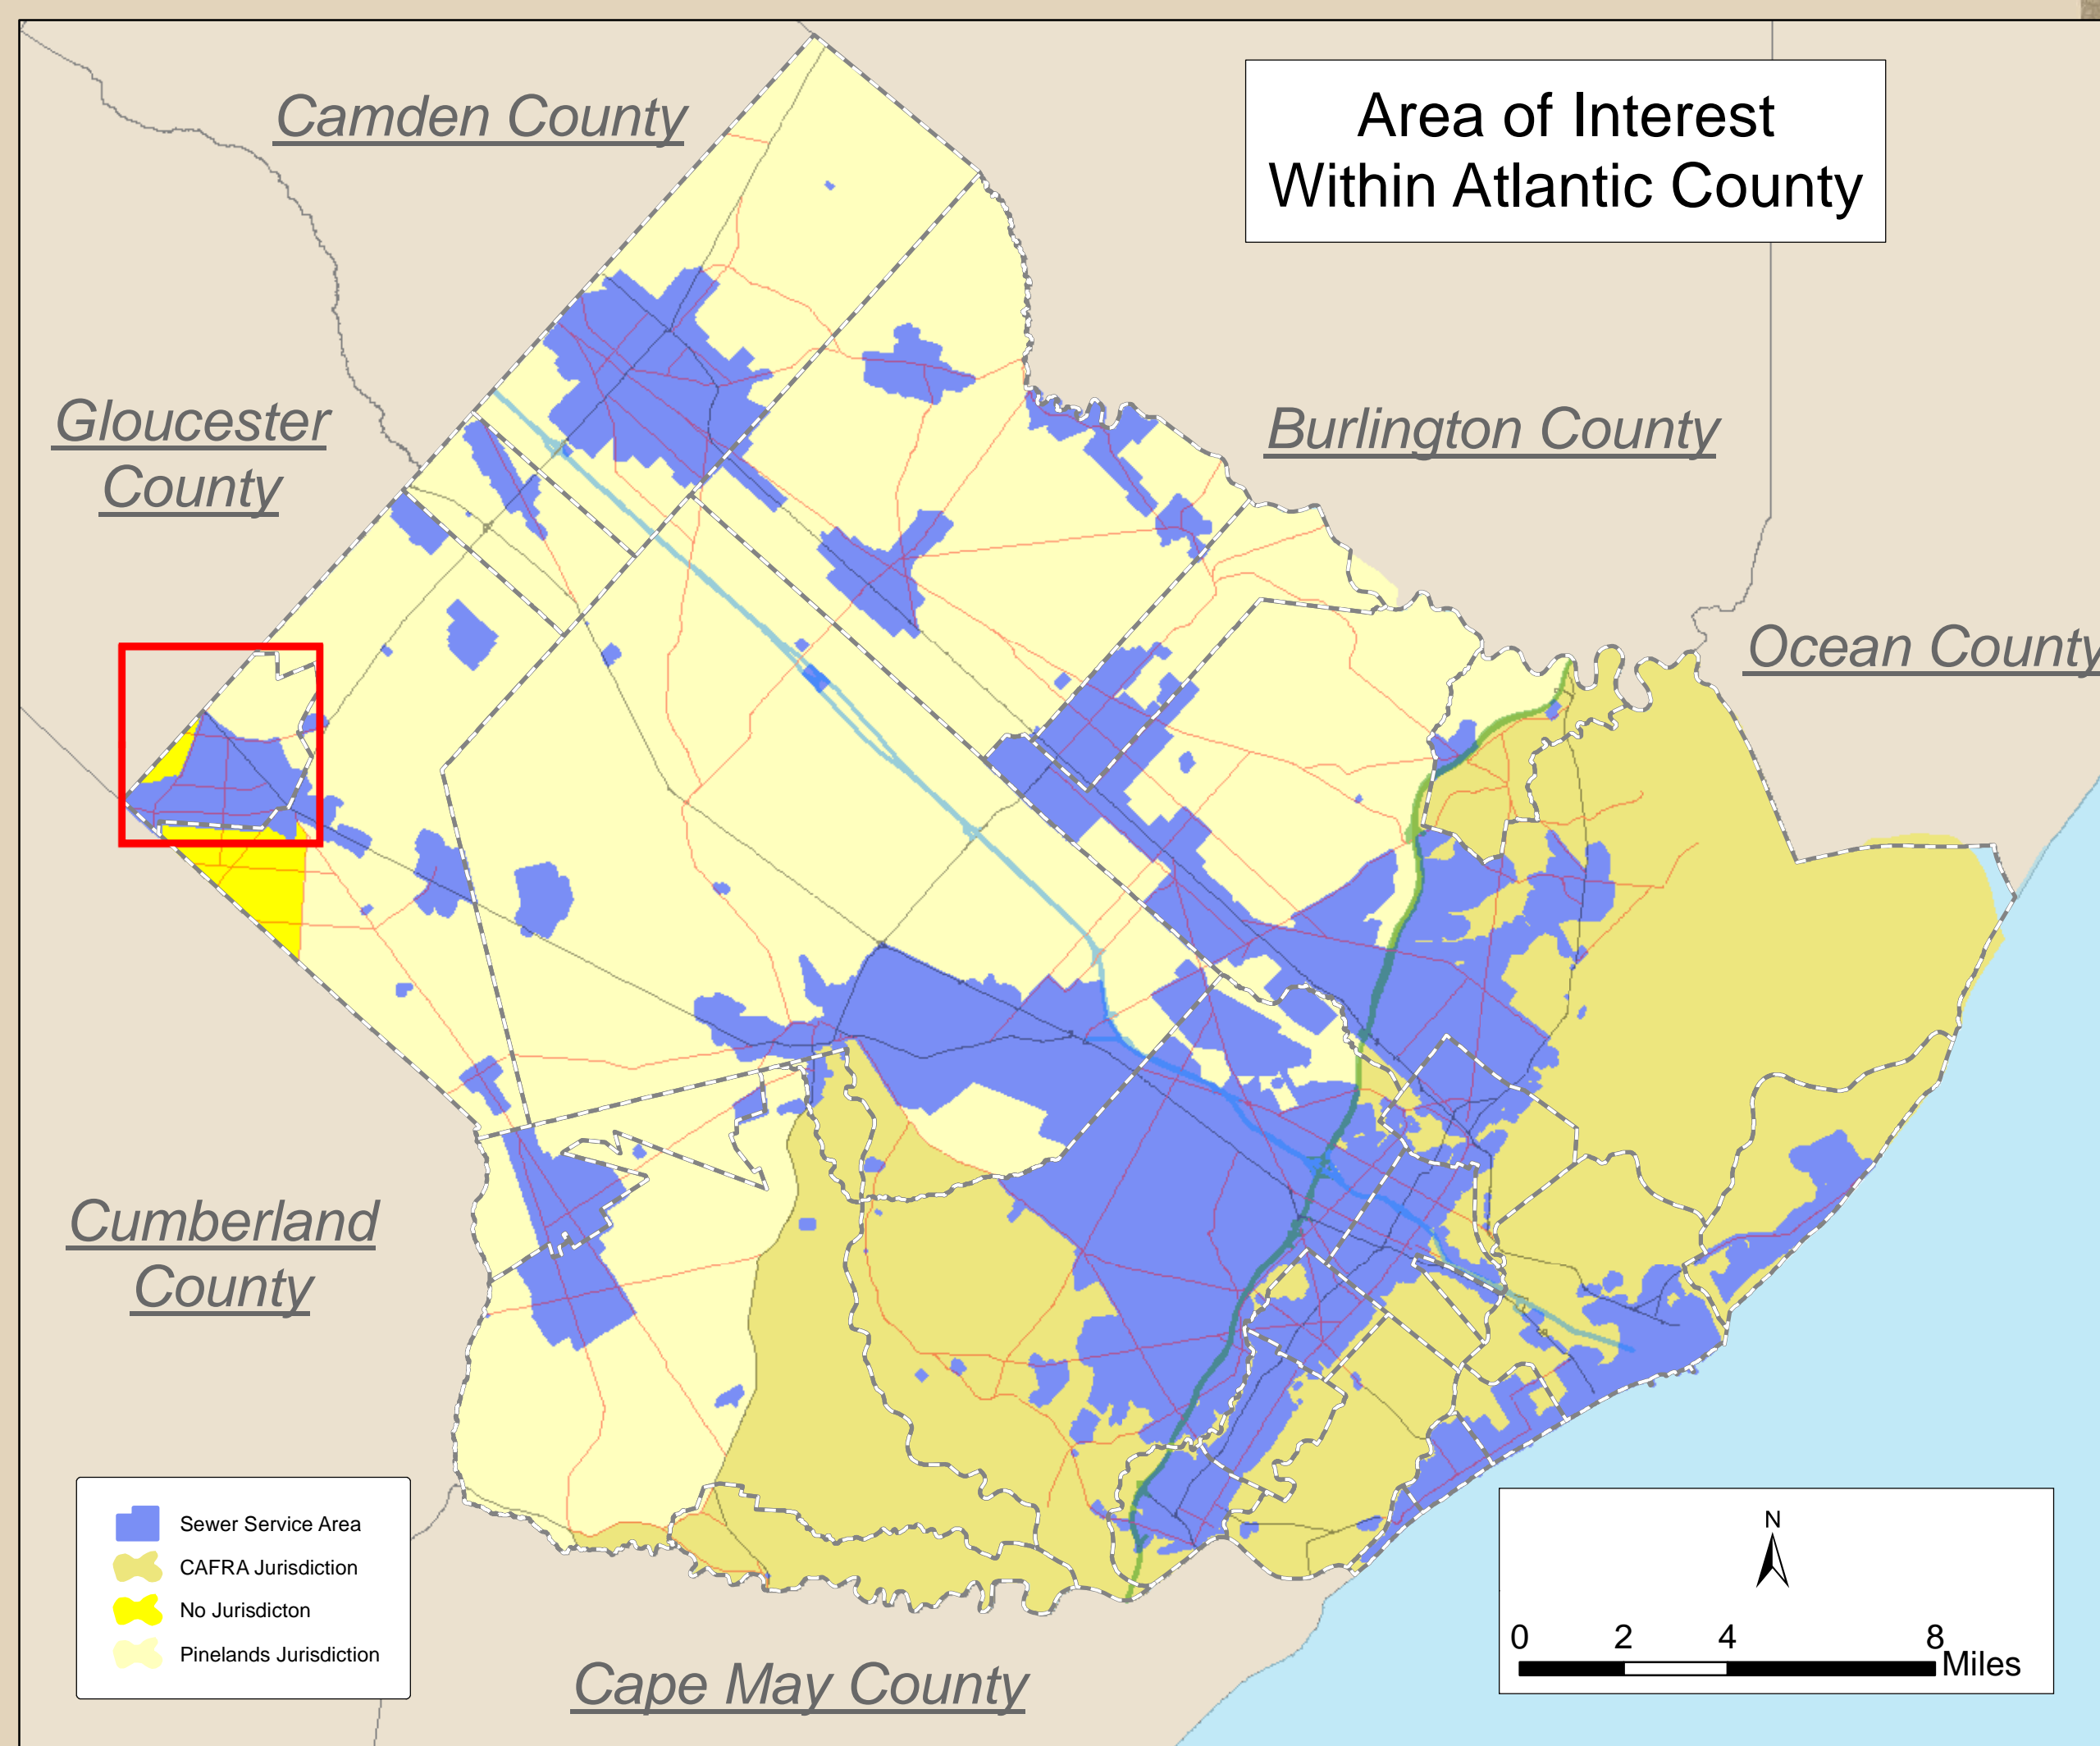 Area of Interest
Within Atlantic County
Camden County
Gloucester
County
Burlington County
Ocean County
Cumberland
County
Cape May County
Sewer Service Area
CAFRA Jurisdiction
No Jurisdicton
Pinelands Jurisdiction
N
0 2 4 8
Miles